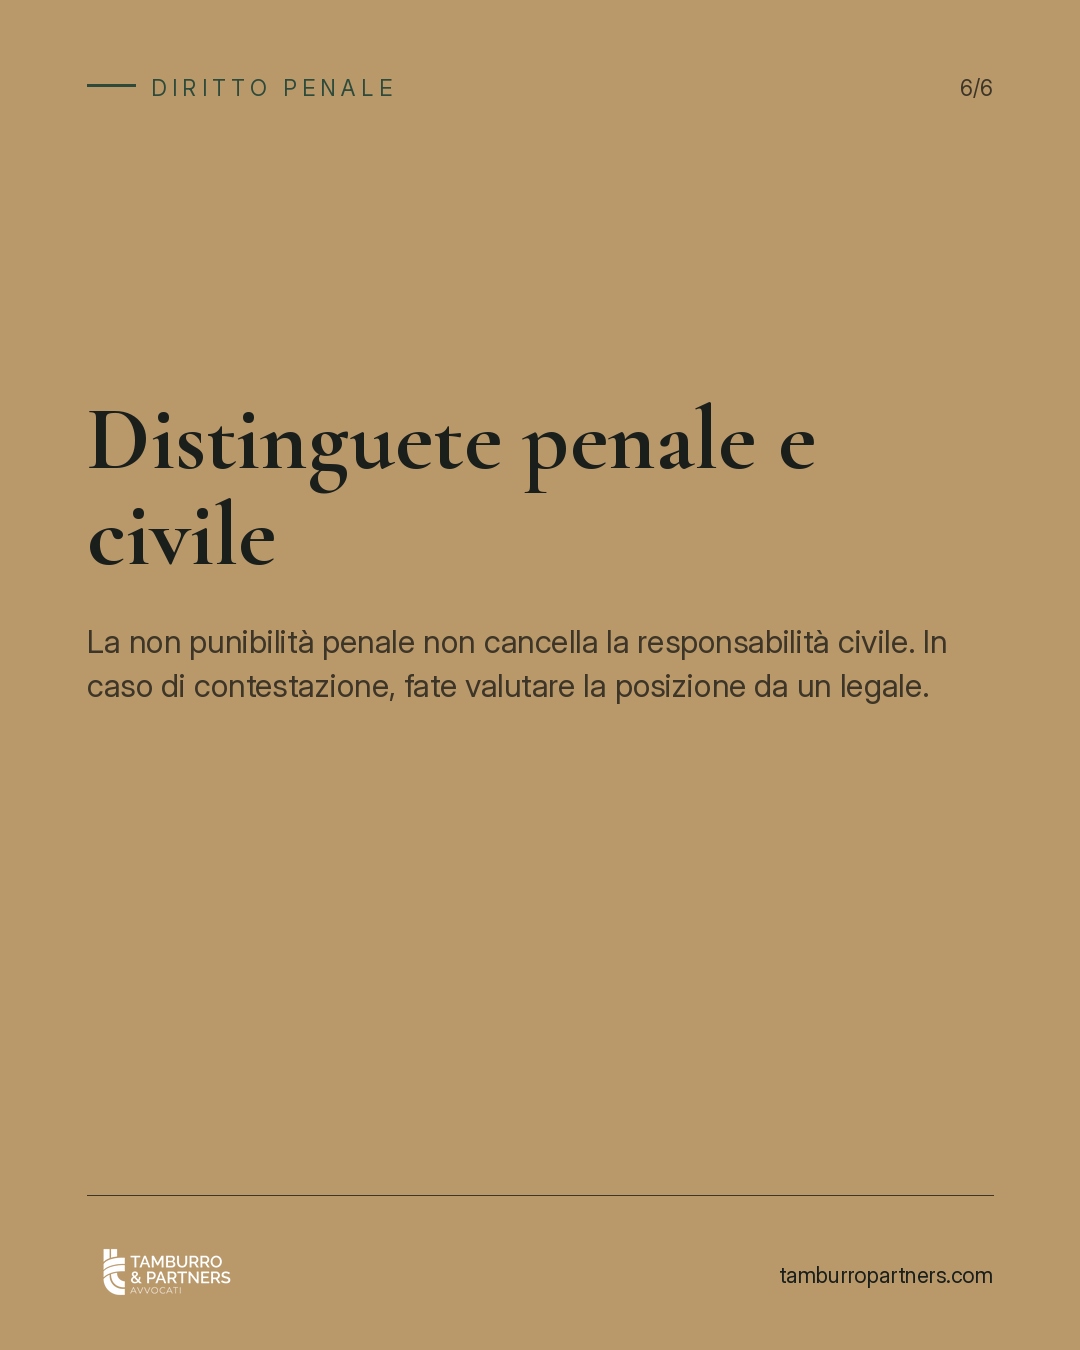 DIRITTO PENALE
6/6
Distinguete penale e
civile
La non punibilità penale non cancella la responsabilità civile. In
caso di contestazione, fate valutare la posizione da un legale.
TAMBURRO
& PARTNERS
AVVOCATI
tamburropartners.com